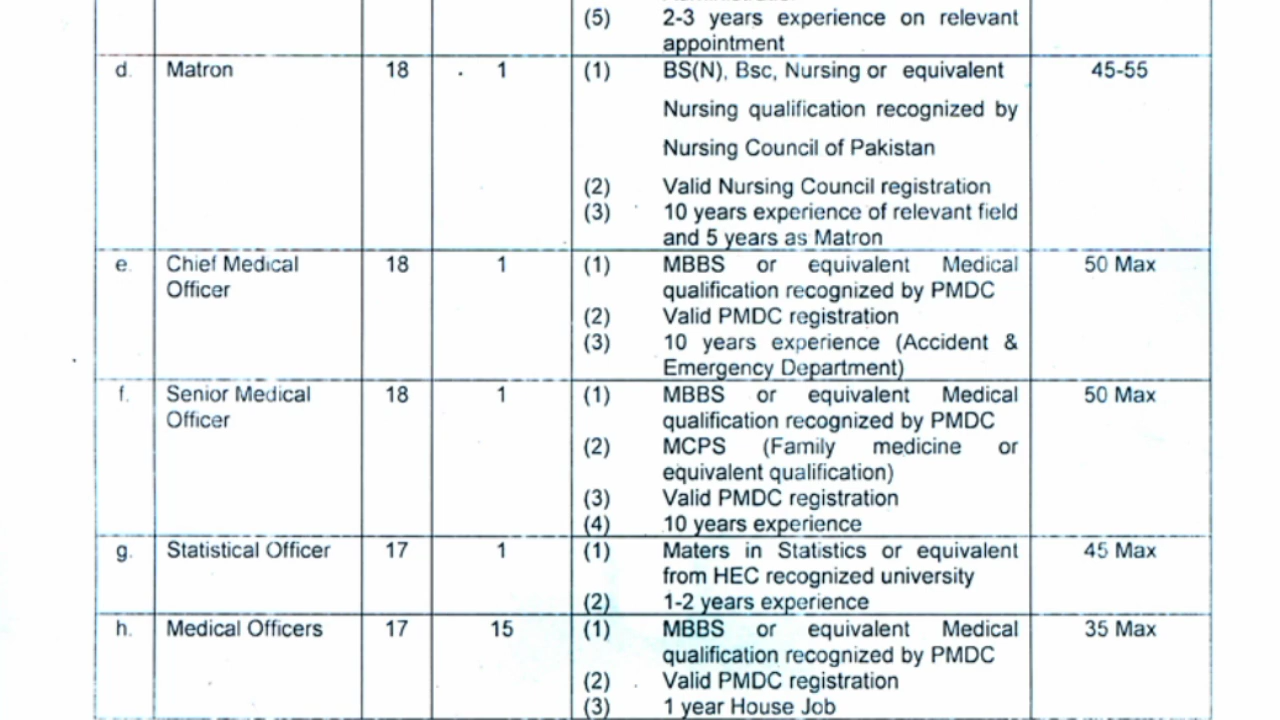 (5) 2-3 years experience on relevant
appointment
d. Matron 18 1 (1) BS(N), Bsc, Nursing or equivalent 45-55
Nursing qualification recognized by
Nursing Council of Pakistan
(2) Valid Nursing Council registration
(3) 10 years experience of relevant field
and 5 years as Matron
e. Chief Medical 18 1 (1) MBBS or equivalent Medical 50 Max
Officer qualification recognized by PMDC
(2) Valid PMDC registration
(3) 10 years experience (Accident &
Emergency Department)
f. Senior Medical 18 1 (1) MBBS or equivalent Medical 50 Max
Officer qualification recognized by PMDC
(2) MCPS (Family medicine or
equivalent qualification)
(3) Valid PMDC registration
(4) 10 years experience
g. Statistical Officer 17 1 (1) Maters in Statistics or equivalent 45 Max
from HEC recognized university
(2) 1-2 years experience
h. Medical Officers 17 15 (1) MBBS or equivalent Medical 35 Max
qualification recognized by PMDC
(2) Valid PMDC registration
(3) 1 year House Job